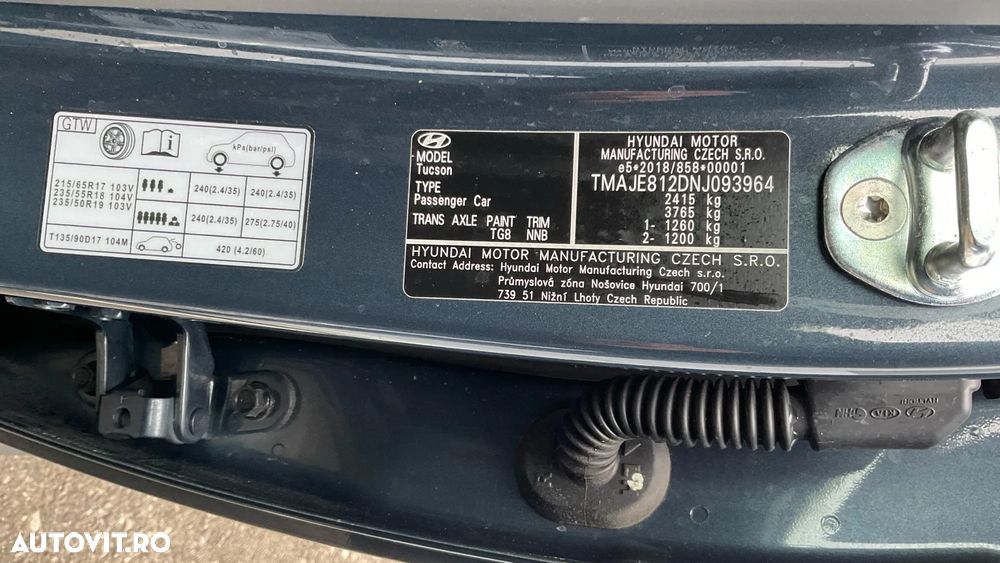 GTW
kPa(bar/psi)
215/65R17 103V
235/55R18 104V
235/50R19 103V
240(2.4/35) 240(2.4/35)
240(2.4/35) 275(2.75/40)
T135/90D17 104M
420 (4.2/60)
MODEL
Tucson
TYPE
Passenger Car
TRANS AXLE PAINT TRIM
TG8 NNB
HYUNDAI MOTOR
MANUFACTURING CZECH S.R.O.
e5*2018/858*00001
TMAJE812DNJ093964
2415 kg
3765 kg
1- 1260 kg
2- 1200 kg
HYUNDAI MOTOR MANUFACTURING CZECH S.R.O.
Contact Address: Hyundai Motor Manufacturing Czech s.r.o.
Průmyslová zóna Nošovice Hyundai 700/1
739 51 Nižní Lhoty Czech Republic
KIA
AUTOVIT.RO